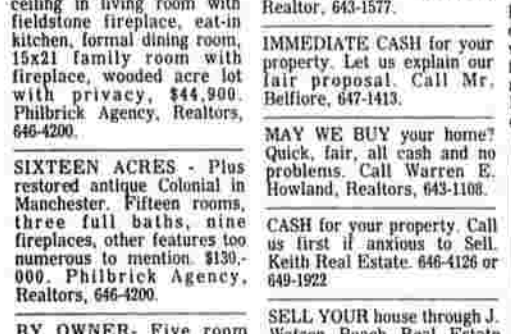 ceiling in living room with
fieldstone fireplace, eat-in
kitchen, formal dining room,
15x21 family room with
fireplace, wooded acre lot
with privacy, $44,900.
Philbrick Agency, Realtors,
646-4200.
SIXTEEN ACRES - Plus
restored antique Colonial in
Manchester. Fifteen rooms,
three full baths, nine
fireplaces, other features too
numerous to mention. $130,-
000. Philbrick Agency,
Realtors, 646-4200.
BY OWNER- Five room
Realtor, 643-1577.
IMMEDIATE CASH for your
property. Let us explain our
fair proposal. Call Mr.
Belfiore, 647-1413.
MAY WE BUY your home?
Quick, fair, all cash and no
problems. Call Warren E.
Howland, Realtors, 643-1108.
CASH for your property. Call
us first if anxious to Sell.
Keith Real Estate. 646-4126 or
649-1922
SELL YOUR house through J.
Watson Beach Real Estate